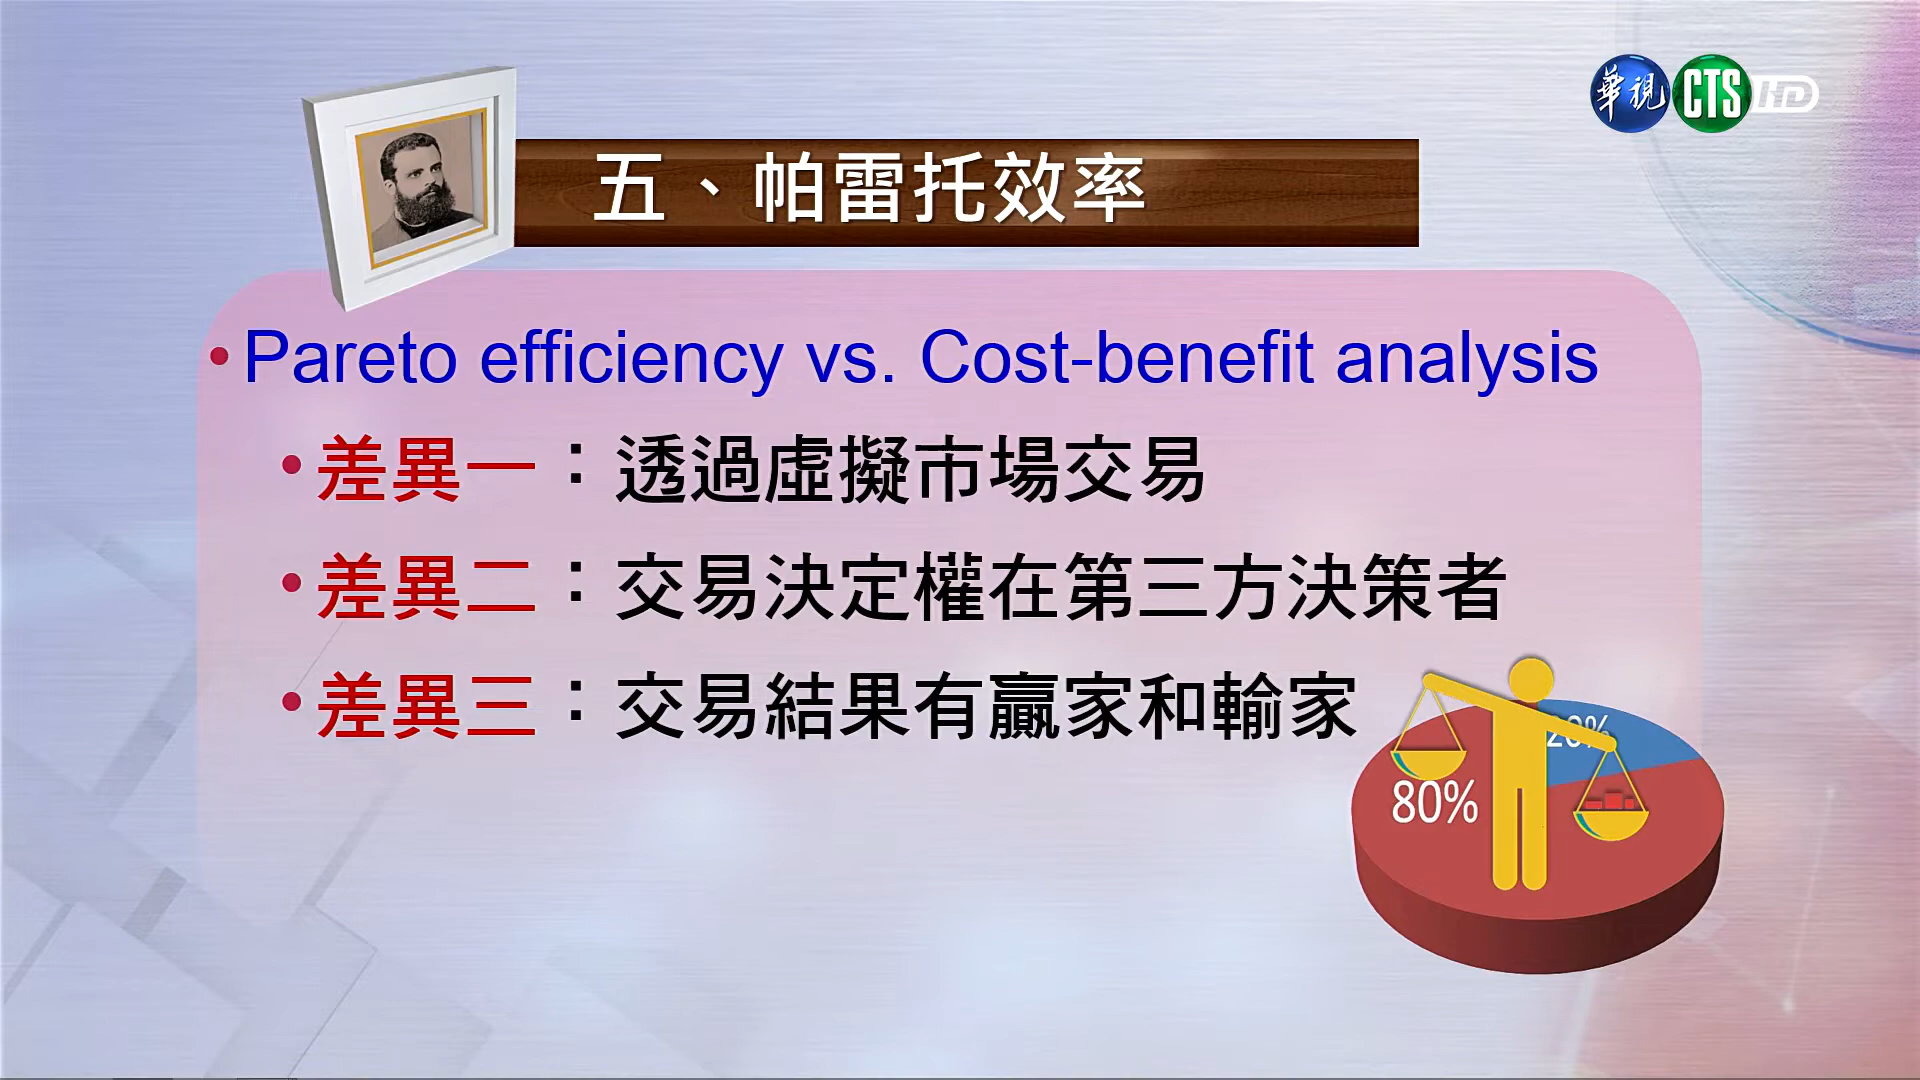 華視 CTS HD
五、帕雷托效率
•Pareto efficiency vs. Cost-benefit analysis
•差異一：透過虛擬市場交易
•差異二：交易決定權在第三方決策者
•差異三：交易結果有贏家和輸家
20%
80%